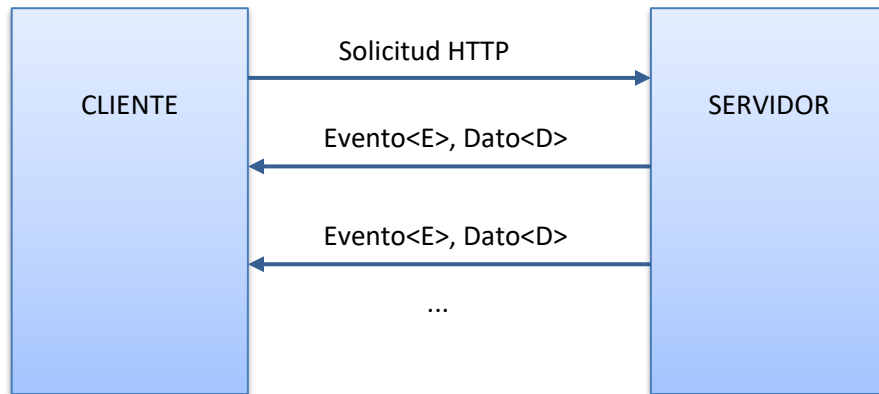 Solicitud HTTP
CLIENTE
SERVIDOR
Evento<E>, Dato<D>
Evento<E>, Dato<D>
...